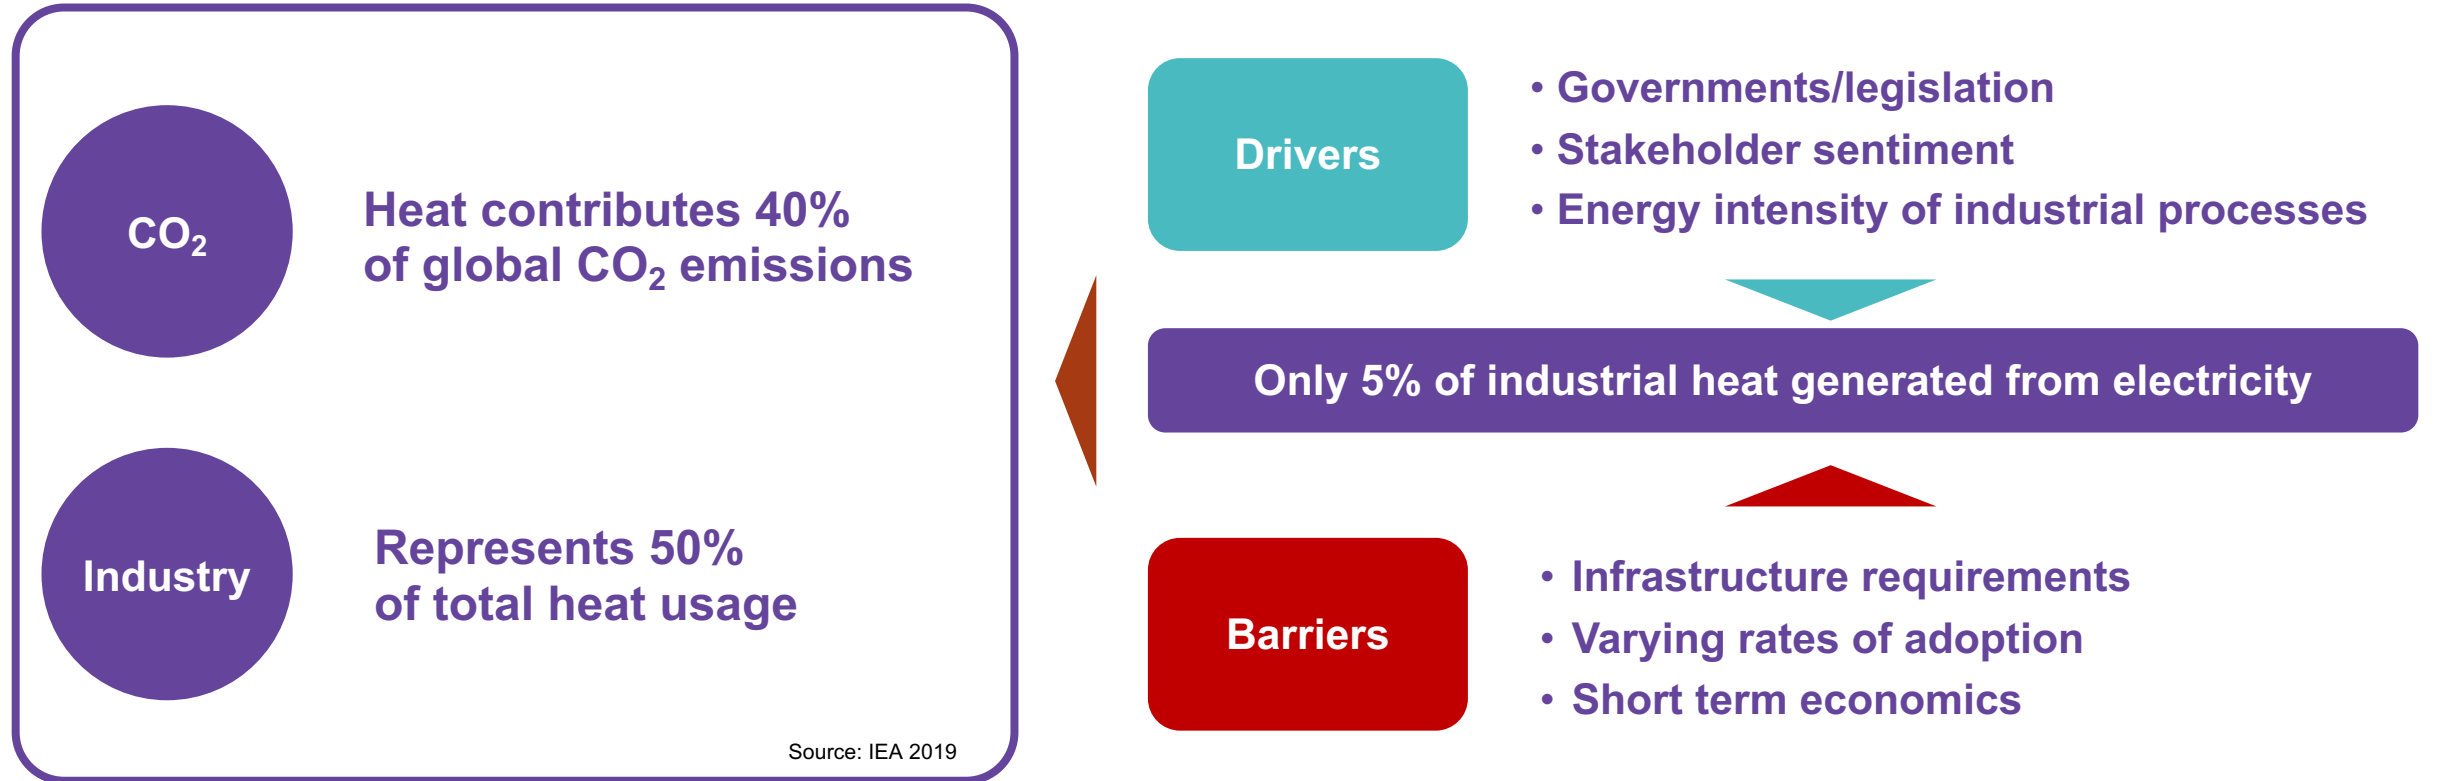 CO₂
Heat contributes 40%
of global CO₂ emissions
Industry
Represents 50%
of total heat usage
Source: IEA 2019
Drivers
• Governments/legislation
• Stakeholder sentiment
• Energy intensity of industrial processes
Only 5% of industrial heat generated from electricity
Barriers
• Infrastructure requirements
• Varying rates of adoption
• Short term economics